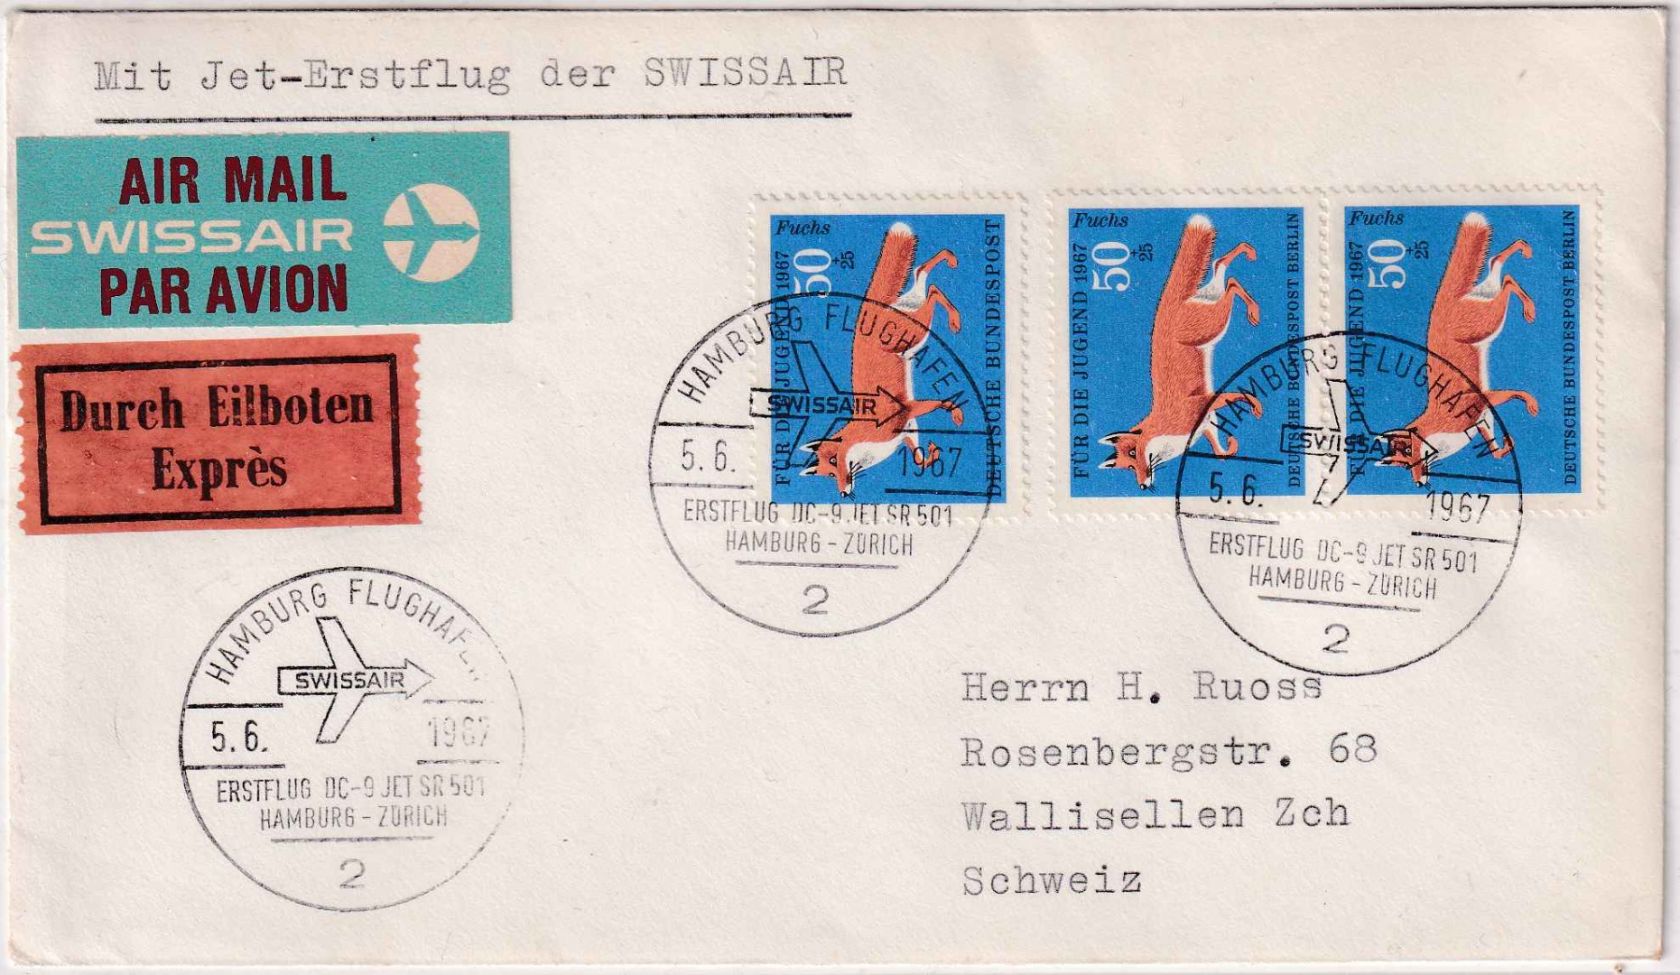 Mit Jet-Erstflug der SWISSAIR
AIR MAIL
SWISSAIR
PAR AVION
Durch Eilboten
Exprès
Fuchs
50 +25
FÜR DIE JUGEND 1967
DEUTSCHE BUNDESPOST
Fuchs
50 +25
FÜR DIE JUGEND 1967
DEUTSCHE BUNDESPOST BERLIN
Fuchs
50 +25
FÜR DIE JUGEND 1967
DEUTSCHE BUNDESPOST BERLIN
HAMBURG FLUGHAFEN
SWISSAIR
5.6. 1967
ERSTFLUG DC-9 JET SR 501
HAMBURG - ZÜRICH
2
HAMBURG FLUGHAFEN
SWISSAIR
5.6. 1967
ERSTFLUG DC-9 JET SR 501
HAMBURG - ZÜRICH
2
HAMBURG FLUGHAFEN
SWISSAIR
5.6. 1967
ERSTFLUG DC-9 JET SR 501
HAMBURG - ZÜRICH
2
Herrn H. Ruoss
Rosenbergstr. 68
Wallisellen Zch
Schweiz